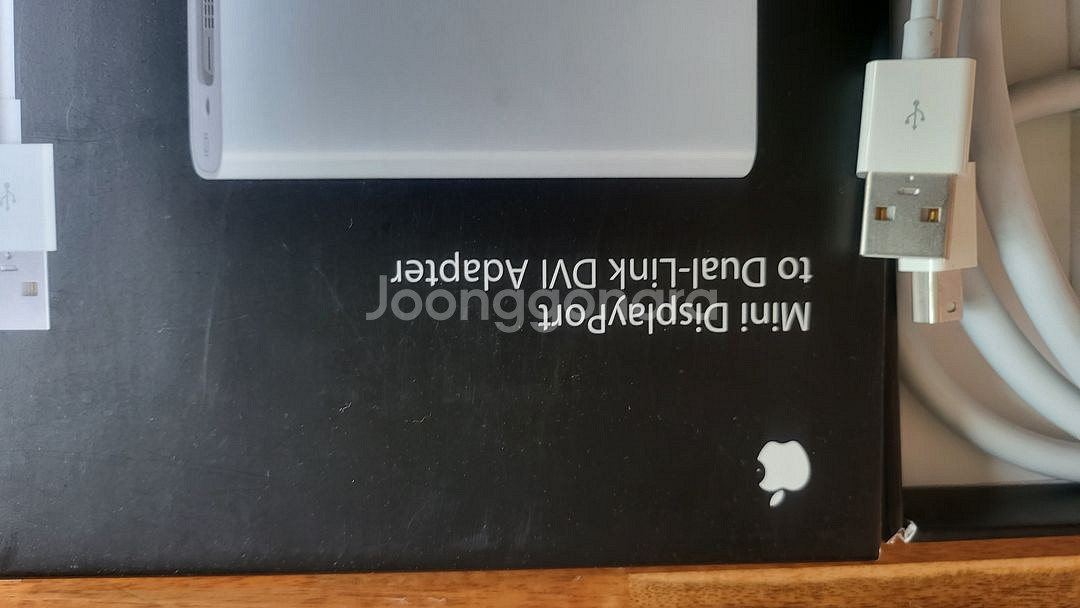 Mini DisplayPort
to Dual-Link DVI Adapter
Joonggonara